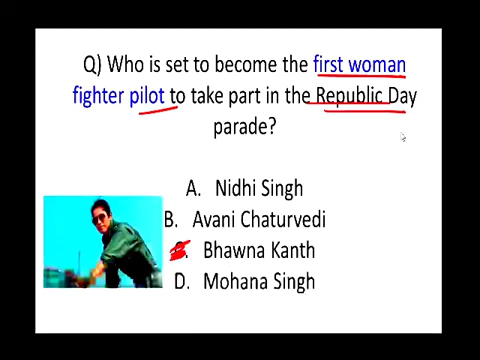 Q) Who is set to become the first woman
fighter pilot to take part in the Republic Day
parade?
A. Nidhi Singh
B. Avani Chaturvedi
C. Bhawna Kanth
D. Mohana Singh